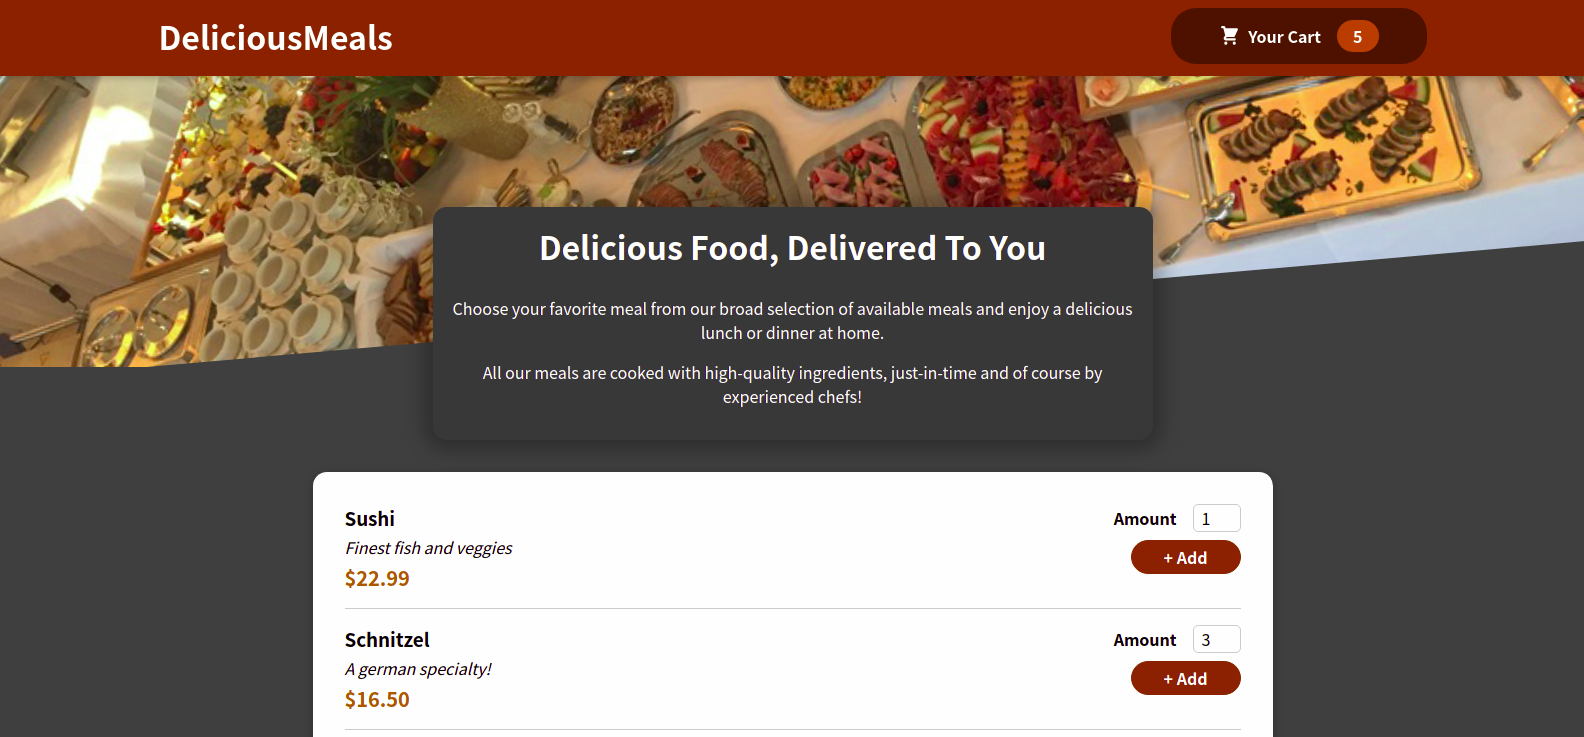 DeliciousMeals
Your Cart 5
Delicious Food, Delivered To You
Choose your favorite meal from our broad selection of available meals and enjoy a delicious
lunch or dinner at home.
All our meals are cooked with high-quality ingredients, just-in-time and of course by
experienced chefs!
Sushi
Finest fish and veggies
$22.99
Amount 1
+ Add
Schnitzel
A german specialty!
$16.50
Amount 3
+ Add